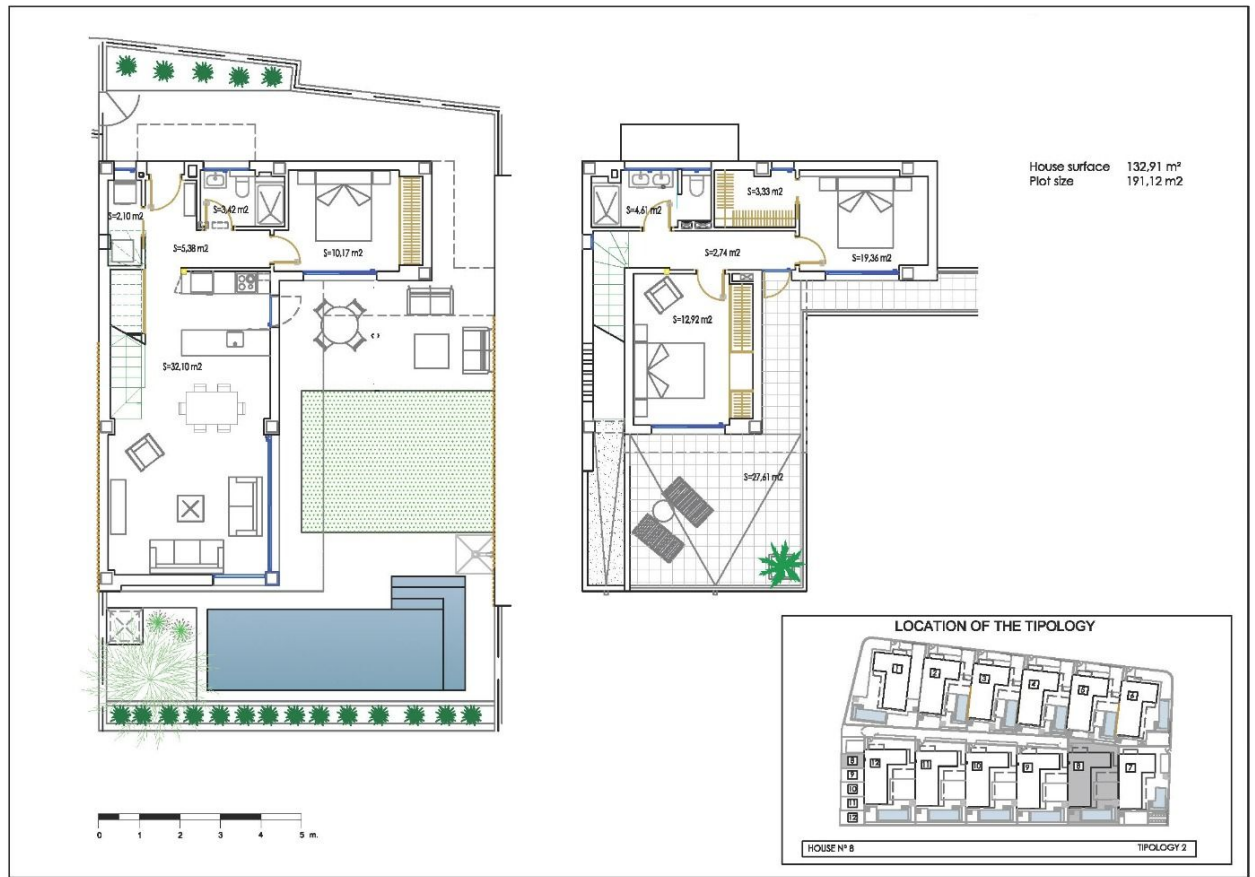 House surface 132,91 m²
Plot size 191,12 m2
S=2,10 m2
S=3,42 m2
S=5,38 m2
S=10,17 m2
S=32,10 m2
S=4,61 m2
S=3,33 m2
S=2,74 m2
S=19,36 m2
S=12,92 m2
S=27,61 m2
0 1 2 3 4 5 m.
LOCATION OF THE TIPOLOGY
1
2
3
4
5
6
12
11
10
9
8
7
8
9
10
11
12
HOUSE Nº 8 TIPOLOGY 2